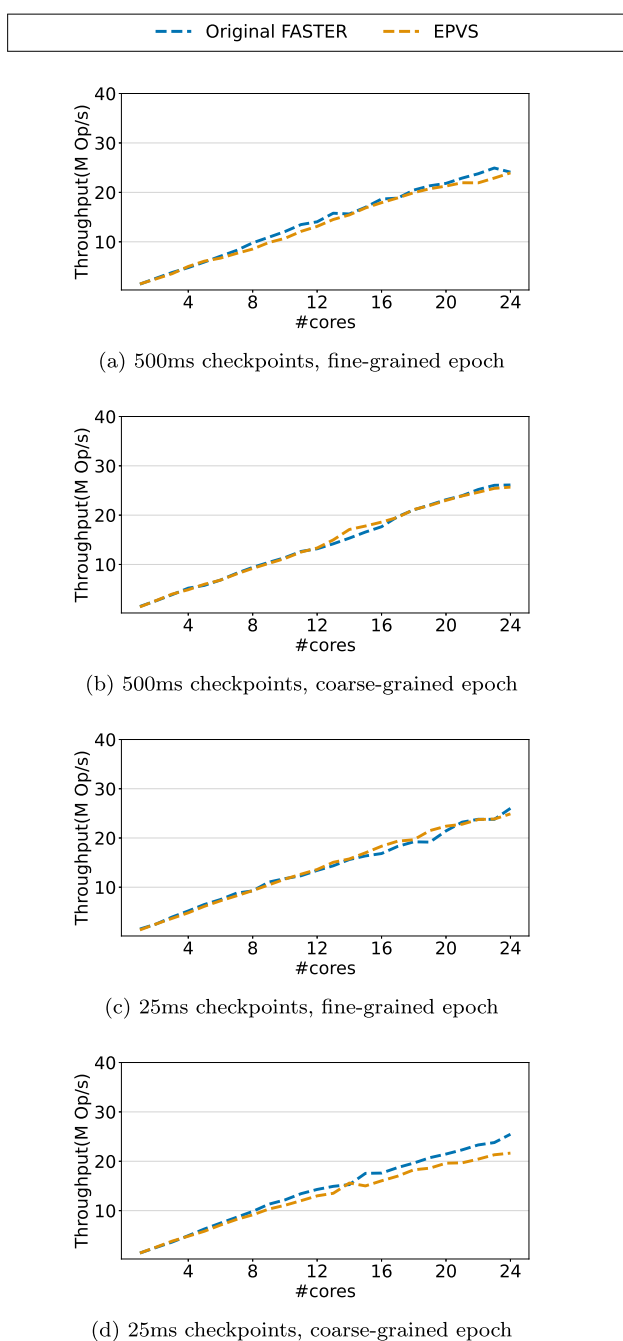 Original FASTER EPVS
40
30
20
10
Throughput(M Op/s)
4 8 12 16 20 24
#cores
(a) 500ms checkpoints, fine-grained epoch
40
30
20
10
Throughput(M Op/s)
4 8 12 16 20 24
#cores
(b) 500ms checkpoints, coarse-grained epoch
40
30
20
10
Throughput(M Op/s)
4 8 12 16 20 24
#cores
(c) 25ms checkpoints, fine-grained epoch
40
30
20
10
Throughput(M Op/s)
4 8 12 16 20 24
#cores
(d) 25ms checkpoints, coarse-grained epoch